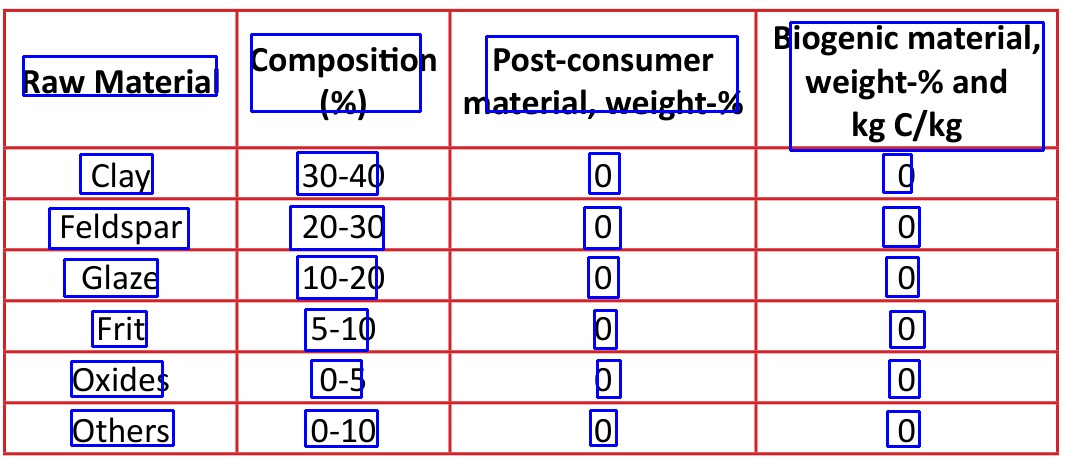 Raw Material Composition (%) Post-consumer material, weight-% Biogenic material, weight-% and kg C/kg
Clay 30-40 0 0
Feldspar 20-30 0 0
Glaze 10-20 0 0
Frit 5-10 0 0
Oxides 0-5 0 0
Others 0-10 0 0